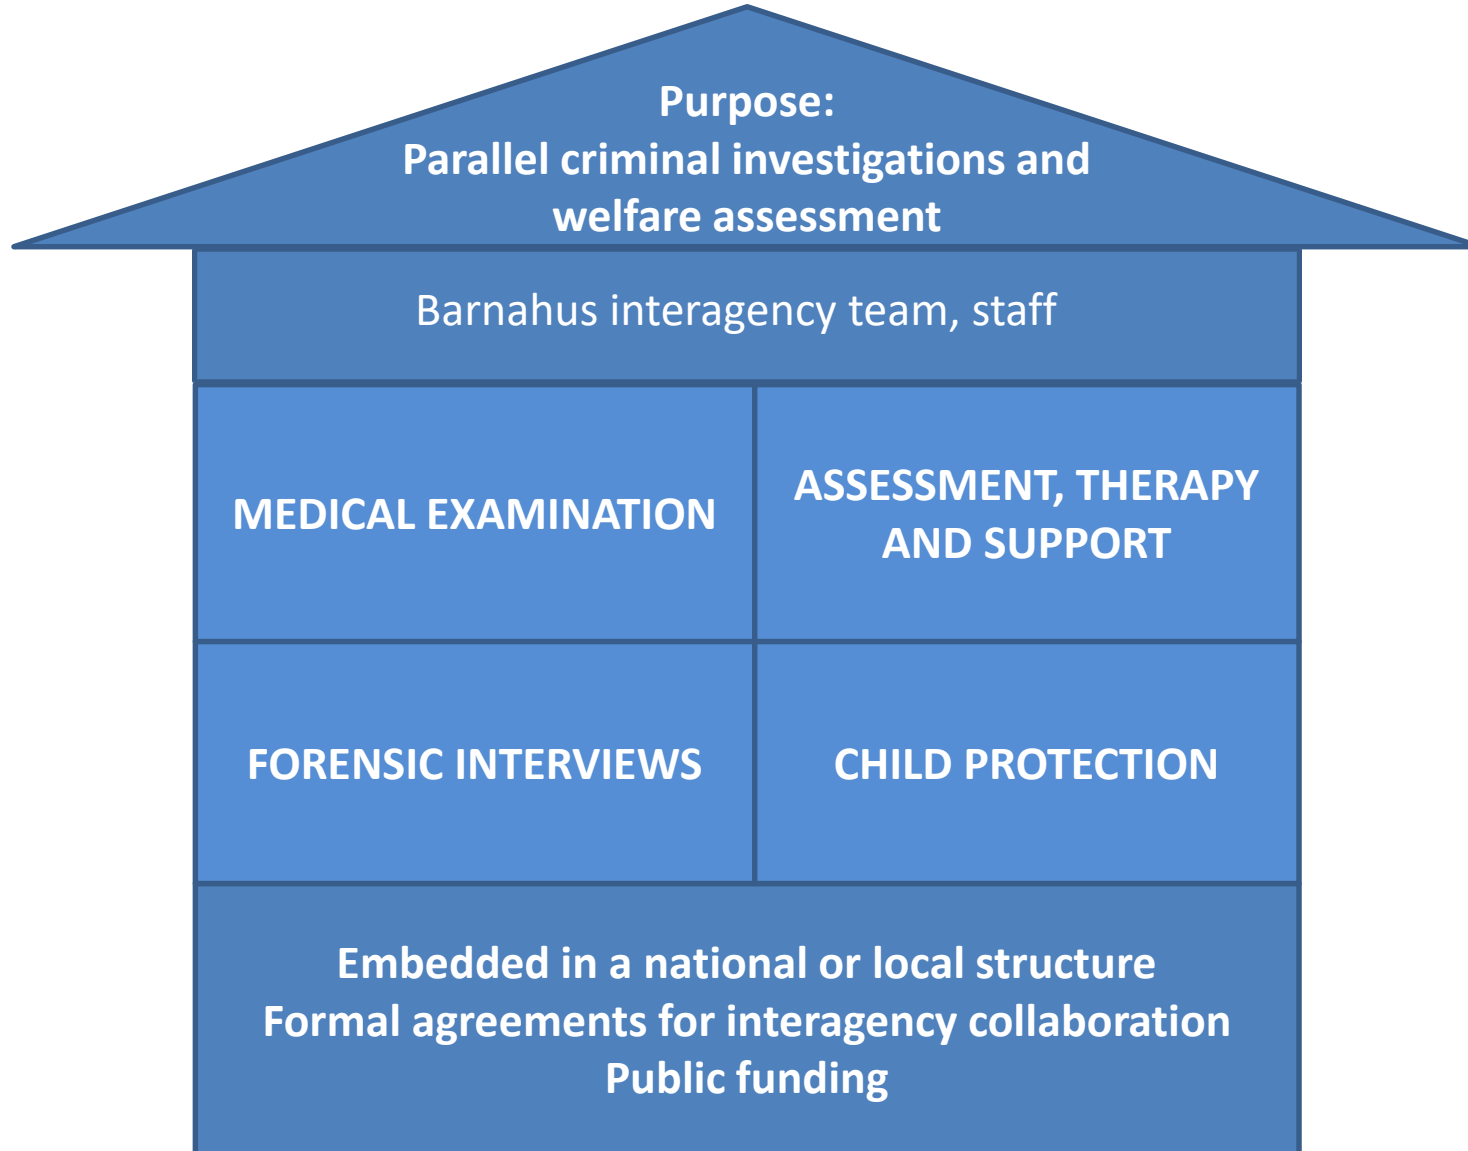 Purpose:
Parallel criminal investigations and
welfare assessment
Barnahus interagency team, staff
MEDICAL EXAMINATION
ASSESSMENT, THERAPY
AND SUPPORT
FORENSIC INTERVIEWS
CHILD PROTECTION
Embedded in a national or local structure
Formal agreements for interagency collaboration
Public funding